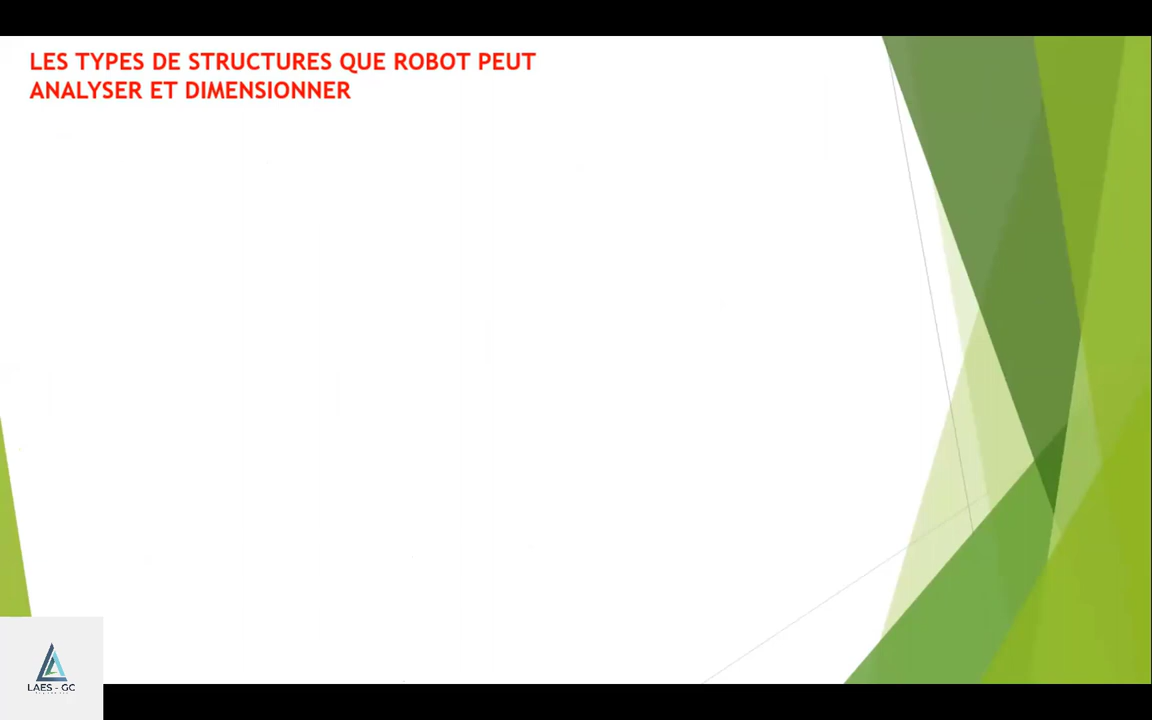 LES TYPES DE STRUCTURES QUE ROBOT PEUT
ANALYSER ET DIMENSIONNER
LAES - GC